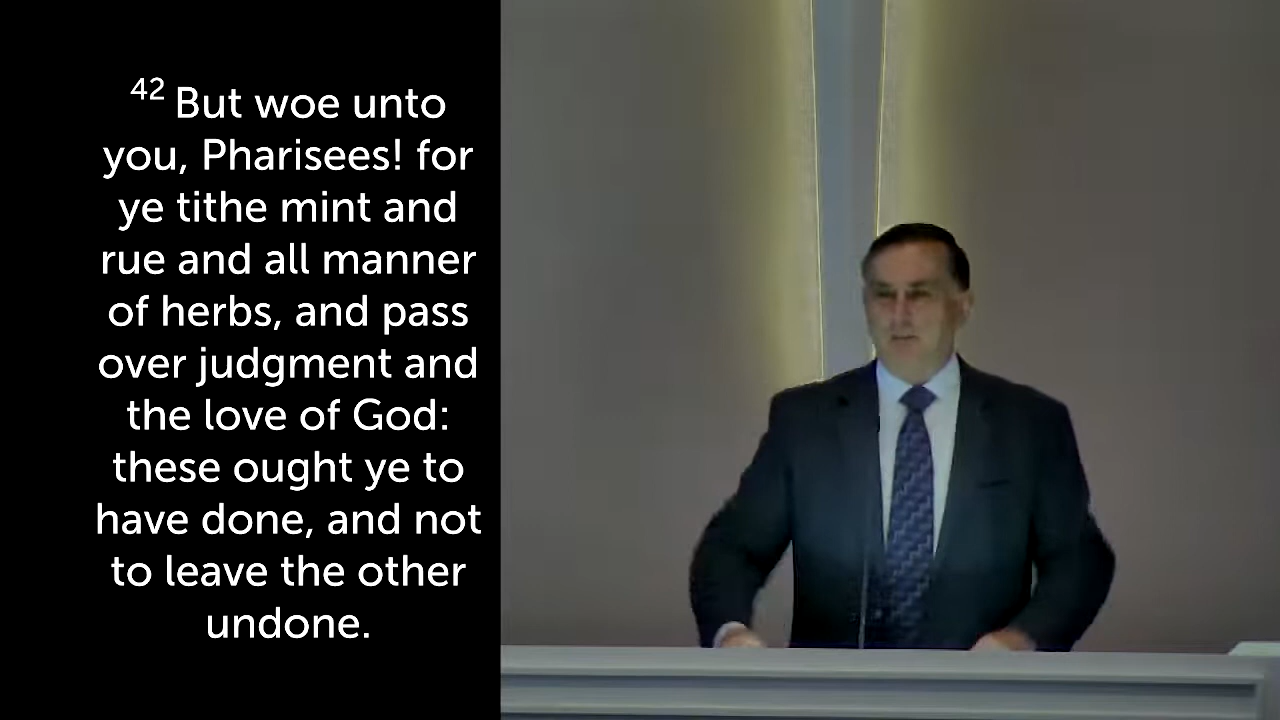 42 But woe unto
you, Pharisees! for
ye tithe mint and
rue and all manner
of herbs, and pass
over judgment and
the love of God:
these ought ye to
have done, and not
to leave the other
undone.